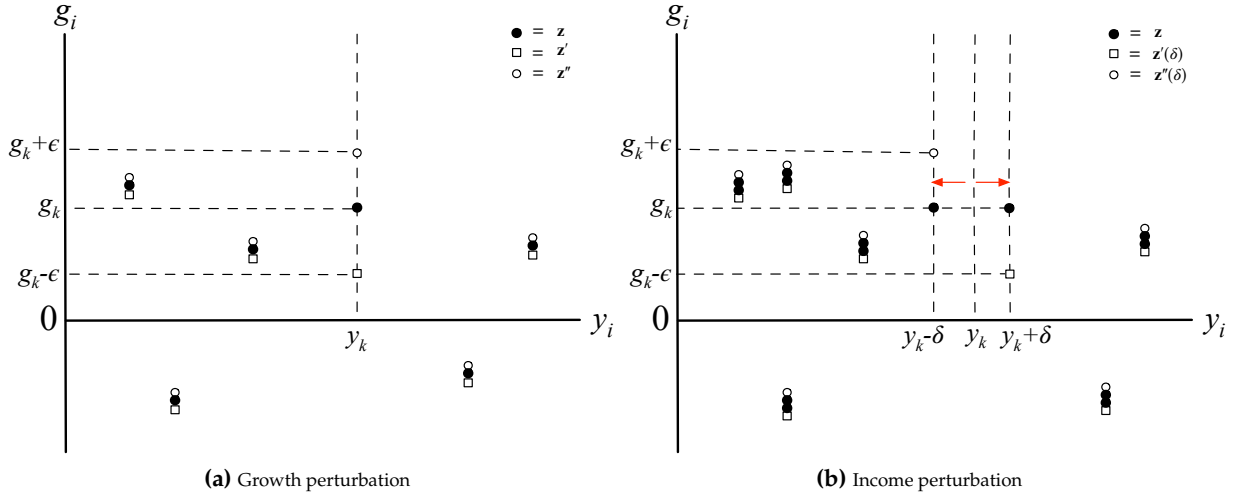 g_i
● = z
□ = z′
○ = z″
g_k+ϵ
g_k
g_k-ϵ
0
y_i
y_k
(a) Growth perturbation
g_i
● = z
□ = z′(δ)
○ = z″(δ)
g_k+ϵ
g_k
g_k-ϵ
0
y_i
y_k-δ y_k y_k+δ
(b) Income perturbation